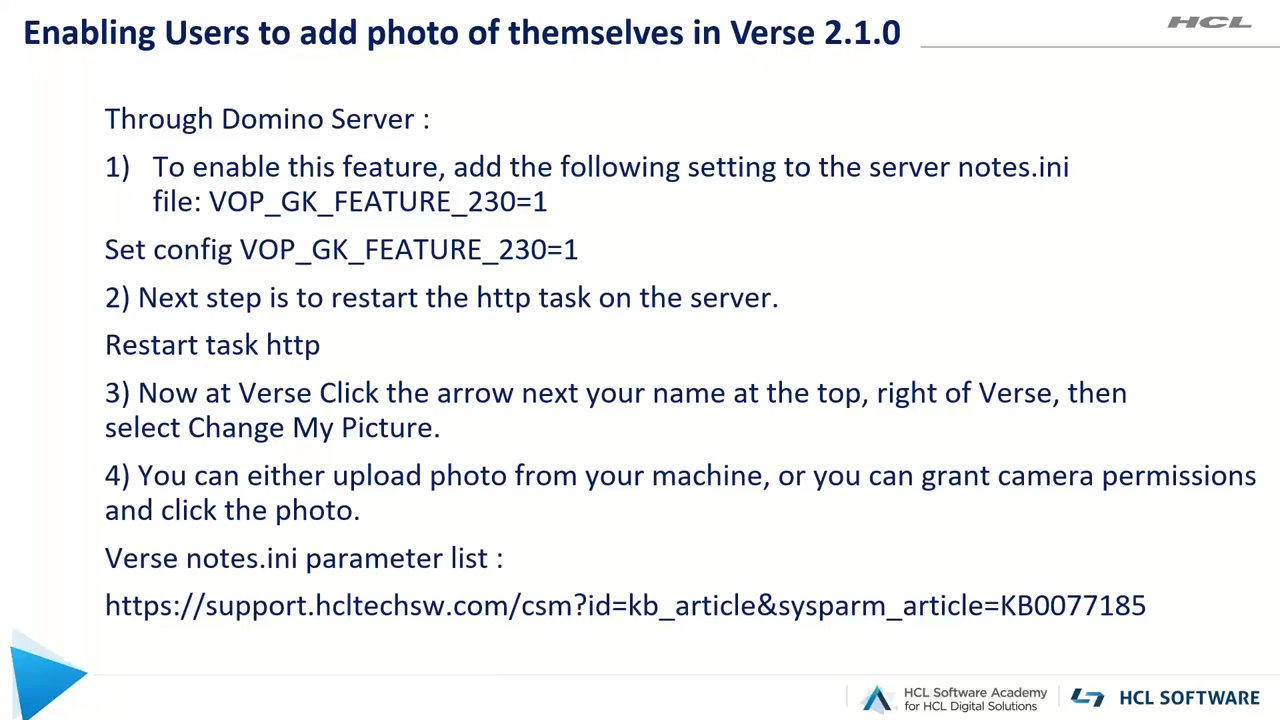 Enabling Users to add photo of themselves in Verse 2.1.0
HCL
Through Domino Server :
1) To enable this feature, add the following setting to the server notes.ini
file: VOP_GK_FEATURE_230=1
Set config VOP_GK_FEATURE_230=1
2) Next step is to restart the http task on the server.
Restart task http
3) Now at Verse Click the arrow next your name at the top, right of Verse, then
select Change My Picture.
4) You can either upload photo from your machine, or you can grant camera permissions
and click the photo.
Verse notes.ini parameter list :
https://support.hcltechsw.com/csm?id=kb_article&sysparm_article=KB0077185
HCL Software Academy
for HCL Digital Solutions
HCL SOFTWARE